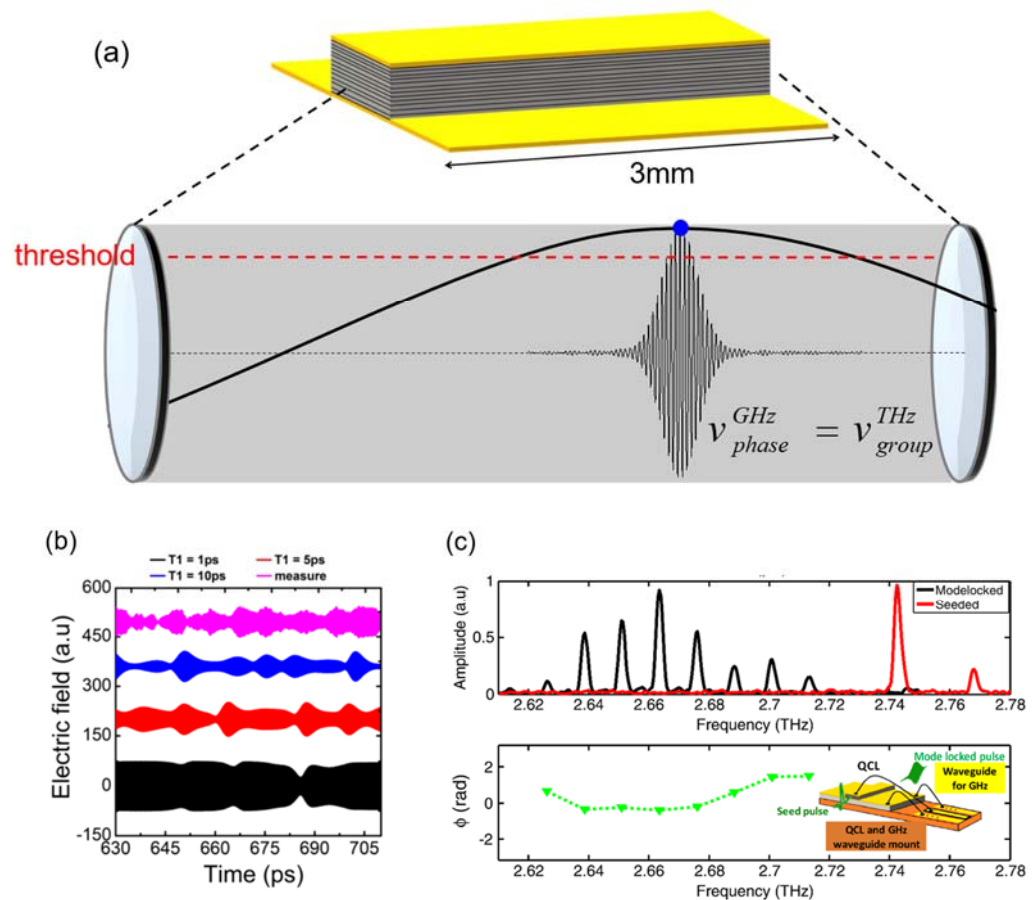 (a)
3mm
threshold
v GHz phase = v THz group
(b)
T1 = 1ps
T1 = 5ps
T1 = 10ps
measure
600
450
300
150
0
-150
Electric field (a.u)
630
645
660
675
690
705
Time (ps)
(c)
1
0.5
0
Amplitude (a.u)
Modelocked
Seeded
2.62
2.64
2.66
2.68
2.7
2.72
2.74
2.76
2.78
Frequency (THz)
2
0
-2
ϕ (rad)
QCL
Mode locked pulse
Waveguide
for GHz
Seed pulse
QCL and GHz
waveguide mount
2.62
2.64
2.66
2.68
2.7
2.72
2.74
2.76
2.78
Frequency (THz)